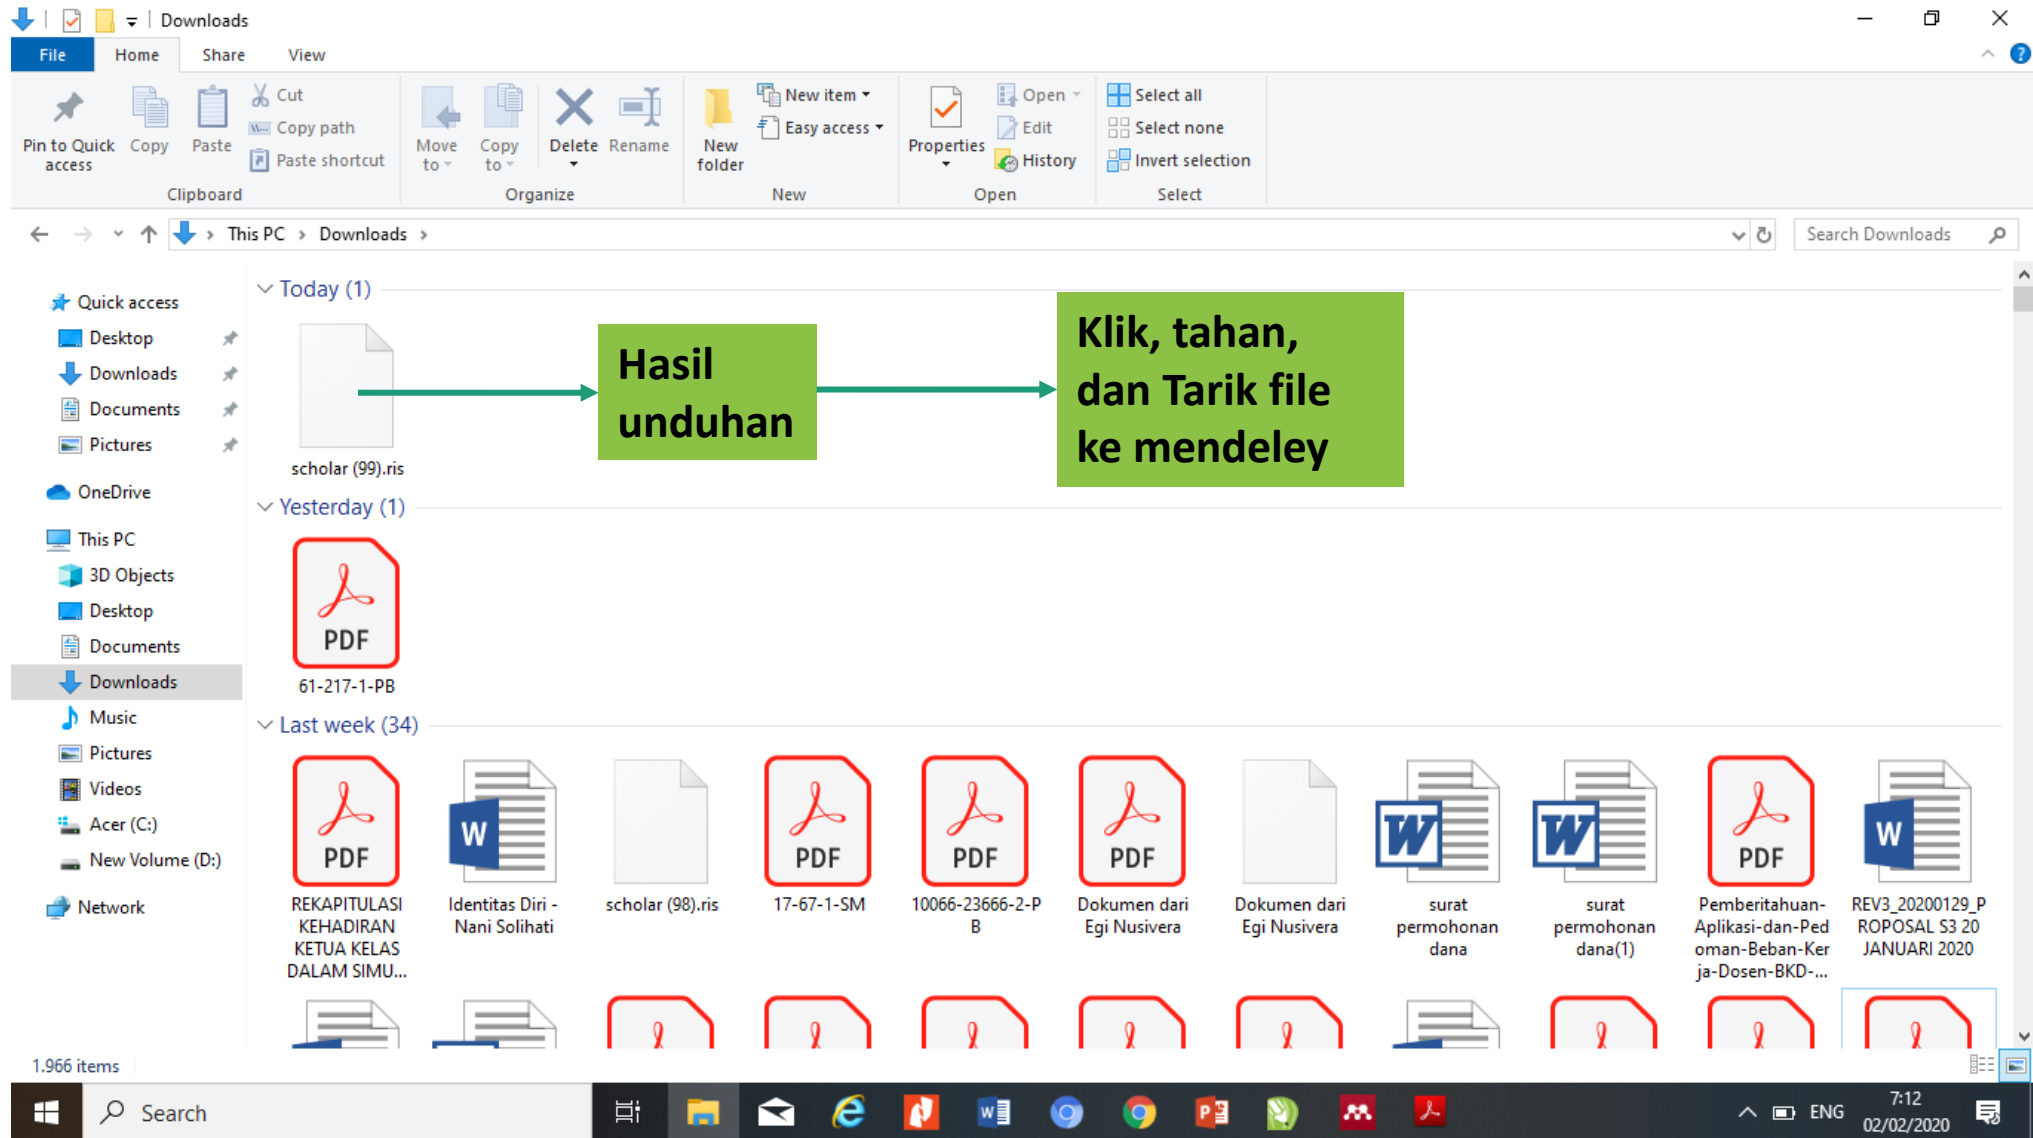 Downloads
File Home Share View
Pin to Quick access
Copy
Paste
Cut
Copy path
Paste shortcut
Clipboard
Move to
Copy to
Delete
Rename
Organize
New folder
New item
Easy access
New
Properties
Open
Edit
History
Open
Select all
Select none
Invert selection
Select
This PC > Downloads >
Search Downloads
Quick access
Desktop
Downloads
Documents
Pictures
OneDrive
This PC
3D Objects
Desktop
Documents
Downloads
Music
Pictures
Videos
Acer (C:)
New Volume (D:)
Network
Today (1)
scholar (99).ris
Hasil
unduhan
Klik, tahan,
dan Tarik file
ke mendeley
Yesterday (1)
PDF
61-217-1-PB
Last week (34)
PDF
REKAPITULASI
KEHADIRAN
KETUA KELAS
DALAM SIMU...
W
Identitas Diri -
Nani Solihati
scholar (98).ris
PDF
17-67-1-SM
PDF
10066-23666-2-P
B
PDF
Dokumen dari
Egi Nusivera
Dokumen dari
Egi Nusivera
W
surat
permohonan
dana
W
surat
permohonan
dana(1)
PDF
Pemberitahuan-
Aplikasi-dan-Ped
oman-Beban-Ker
ja-Dosen-BKD-...
W
REV3_20200129_P
ROPOSAL S3 20
JANUARI 2020
1.966 items
Search
ENG
7:12
02/02/2020